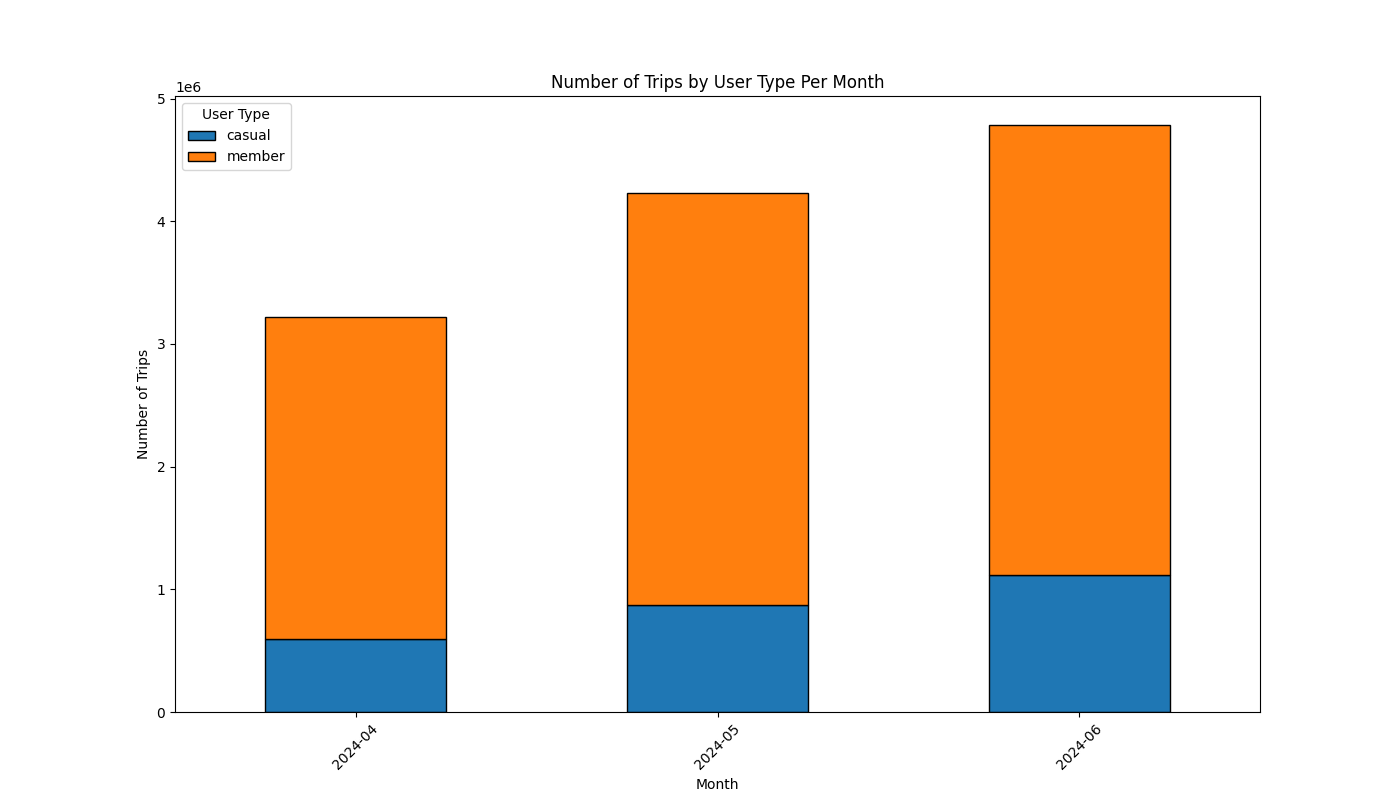 Number of Trips by User Type Per Month
1e6
User Type
casual
member
5
4
3
2
1
0
Number of Trips
2024-04
2024-05
2024-06
Month